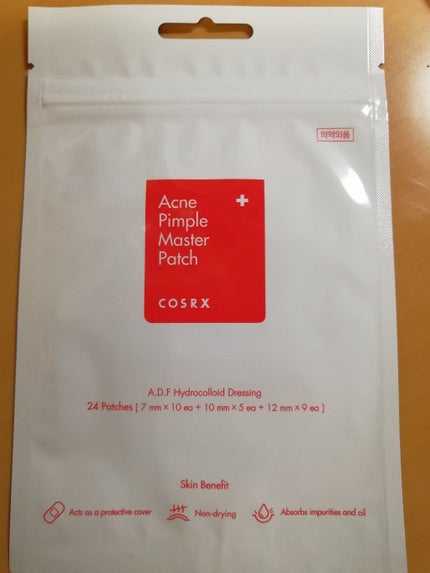 의약외품
Acne
Pimple
Master
Patch
COSRX
A.D.F Hydrocolloid Dressing
24 Patches [ 7 mm × 10 ea + 10 mm × 5 ea + 12 mm × 9 ea ]
Skin Benefit
Acts as a protective cover
Non-drying
Absorbs impurities and oil